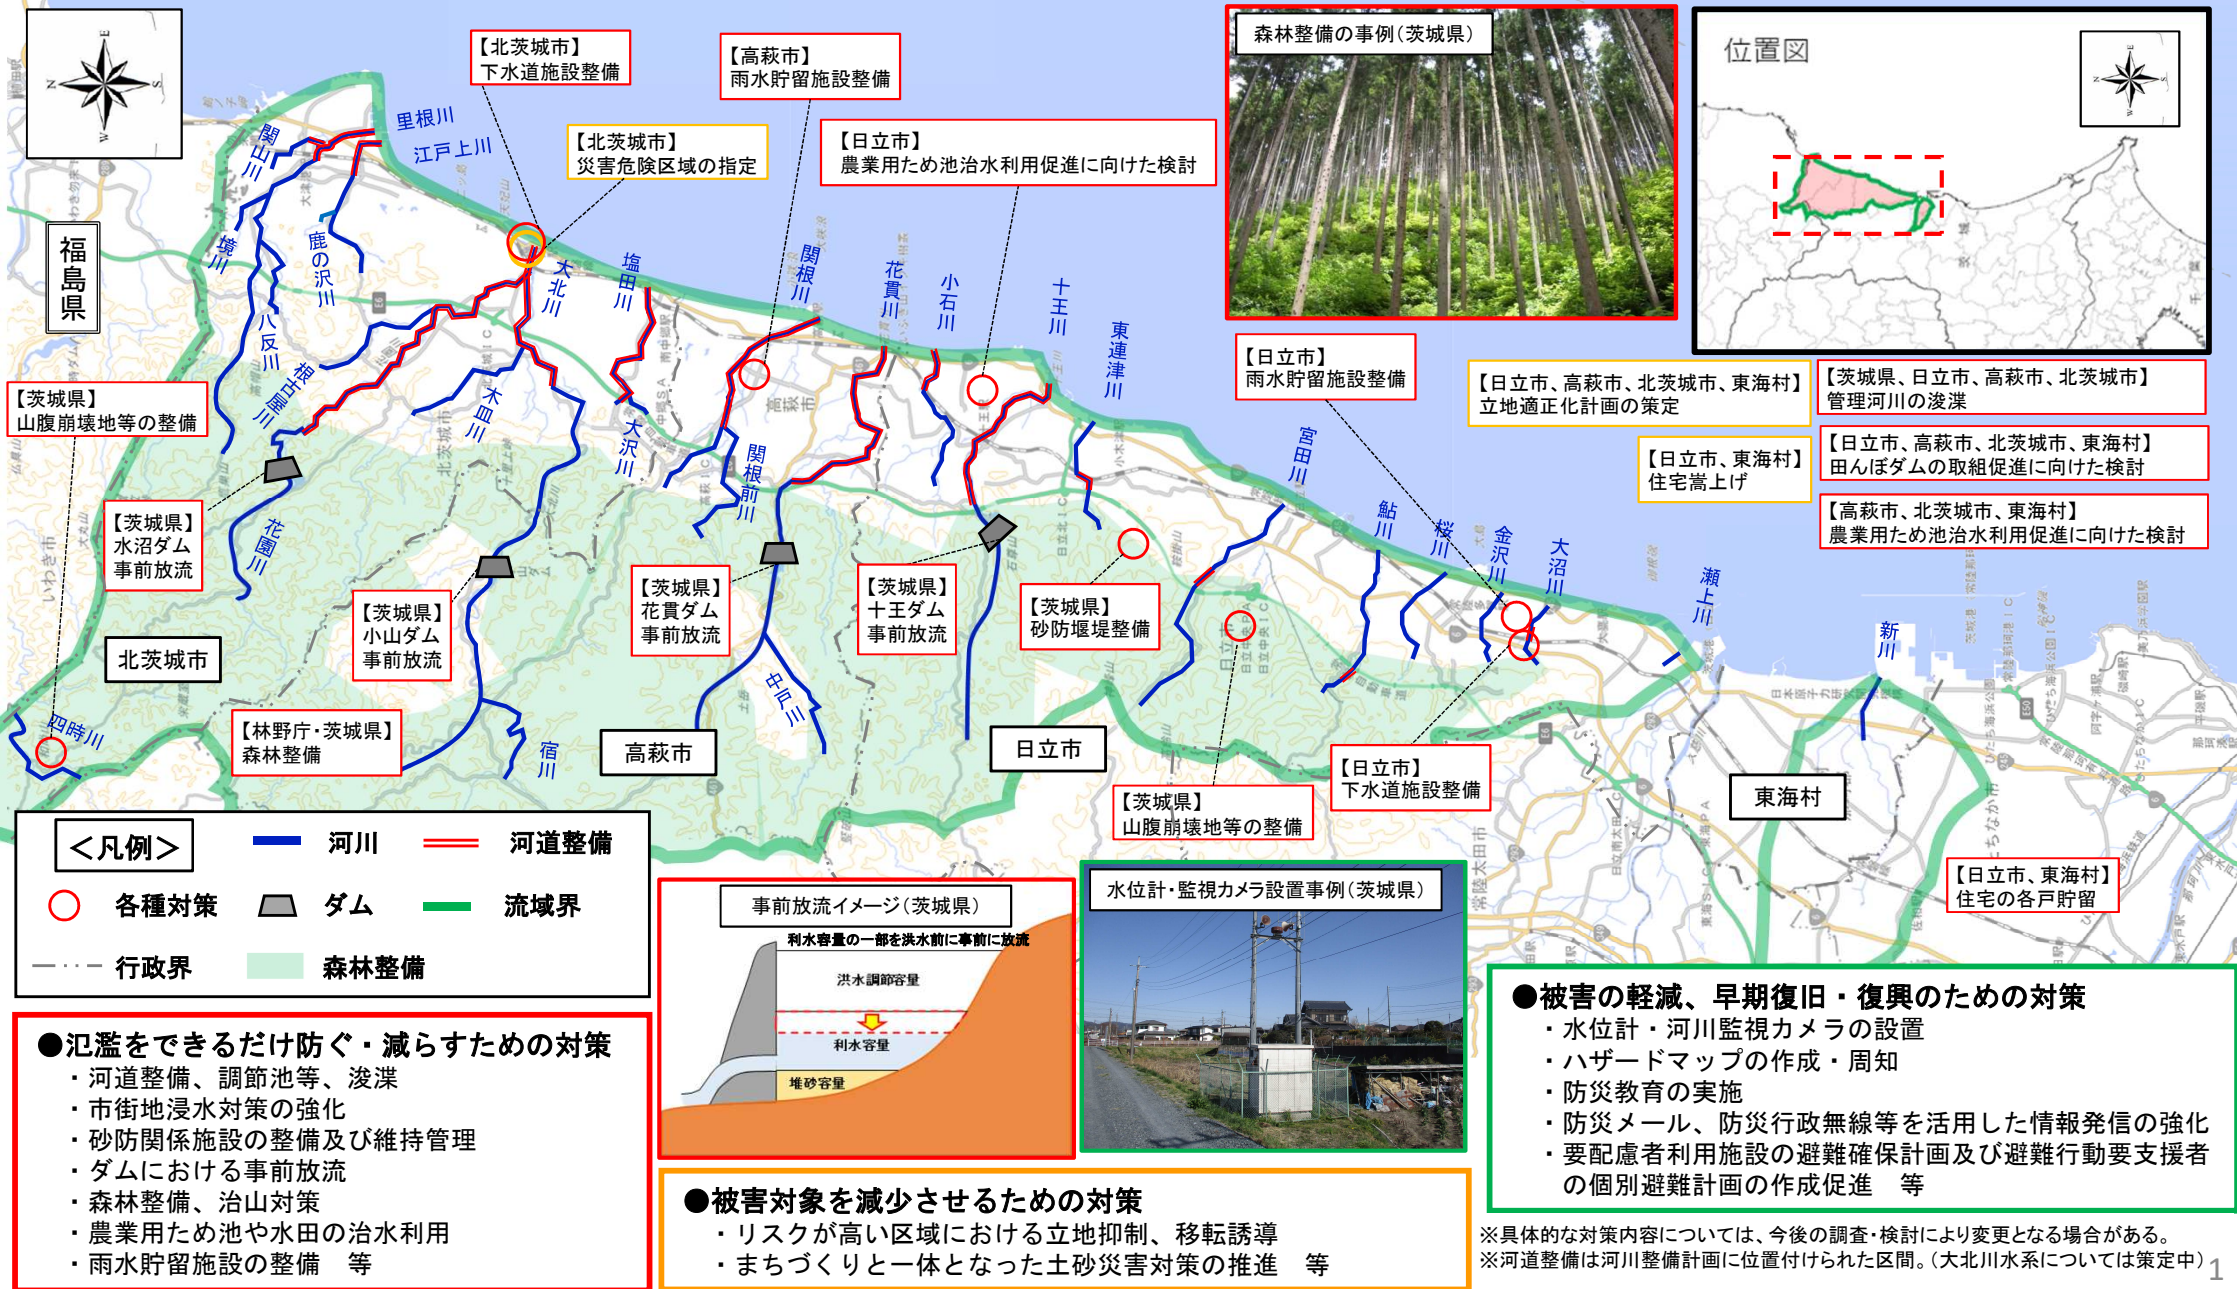 【北茨城市】
下水道施設整備
【高萩市】
雨水貯留施設整備
【北茨城市】
災害危険区域の指定
【日立市】
農業用ため池治水利用促進に向けた検討
森林整備の事例(茨城県)
位置図
N
E
S
W
福島県
里根川
江戸上川
関山川
境川
鹿の沢川
八反川
根古屋川
大北川
木皿川
塩田川
大沢川
関根川
関根前川
花貫川
小石川
十王川
東連津川
宮田川
鮎川
桜川
金沢川
大沼川
瀬上川
新川
花園川
四時川
宿川
中戸川
【茨城県】
山腹崩壊地等の整備
【茨城県】
水沼ダム
事前放流
【茨城県】
小山ダム
事前放流
【茨城県】
花貫ダム
事前放流
【茨城県】
十王ダム
事前放流
【茨城県】
砂防堰堤整備
【日立市】
雨水貯留施設整備
【日立市、高萩市、北茨城市、東海村】
立地適正化計画の策定
【茨城県、日立市、高萩市、北茨城市】
管理河川の浚渫
【日立市、東海村】
住宅嵩上げ
【日立市、高萩市、北茨城市、東海村】
田んぼダムの取組促進に向けた検討
【高萩市、北茨城市、東海村】
農業用ため池治水利用促進に向けた検討
北茨城市
【林野庁・茨城県】
森林整備
高萩市
日立市
東海村
【日立市】
下水道施設整備
【茨城県】
山腹崩壊地等の整備
【日立市、東海村】
住宅の各戸貯留
いわき市
北茨城市
高萩市
日立市
常陸太田市
ひたちなか市
<凡例>
河川
河道整備
各種対策
ダム
流域界
行政界
森林整備
事前放流イメージ(茨城県)
利水容量の一部を洪水前に事前に放流
洪水調節容量
利水容量
堆砂容量
水位計・監視カメラ設置事例(茨城県)
●氾濫をできるだけ防ぐ・減らすための対策
・河道整備、調節池等、浚渫
・市街地浸水対策の強化
・砂防関係施設の整備及び維持管理
・ダムにおける事前放流
・森林整備、治山対策
・農業用ため池や水田の治水利用
・雨水貯留施設の整備　等
●被害対象を減少させるための対策
・リスクが高い区域における立地抑制、移転誘導
・まちづくりと一体となった土砂災害対策の推進　等
●被害の軽減、早期復旧・復興のための対策
・水位計・河川監視カメラの設置
・ハザードマップの作成・周知
・防災教育の実施
・防災メール、防災行政無線等を活用した情報発信の強化
・要配慮者利用施設の避難確保計画及び避難行動要支援者
の個別避難計画の作成促進　等
※具体的な対策内容については、今後の調査・検討により変更となる場合がある。
※河道整備は河川整備計画に位置付けられた区間。(大北川水系については策定中)
1